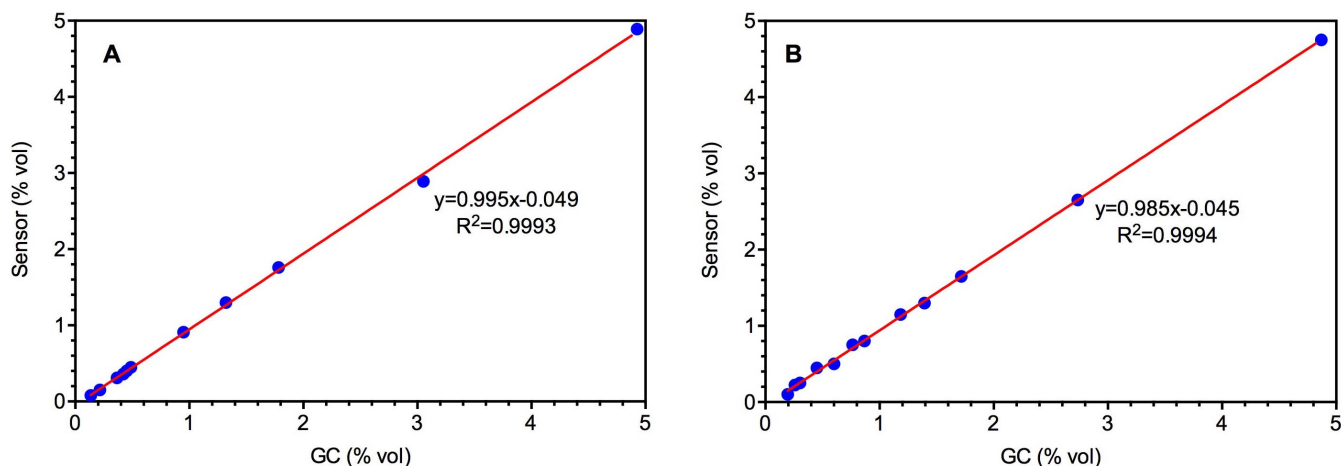 A
Sensor (% vol)
5
4
3
2
1
0
y=0.995x-0.049
R²=0.9993
0 1 2 3 4 5
GC (% vol)
B
Sensor (% vol)
5
4
3
2
1
0
y=0.985x-0.045
R²=0.9994
0 1 2 3 4 5
GC (% vol)